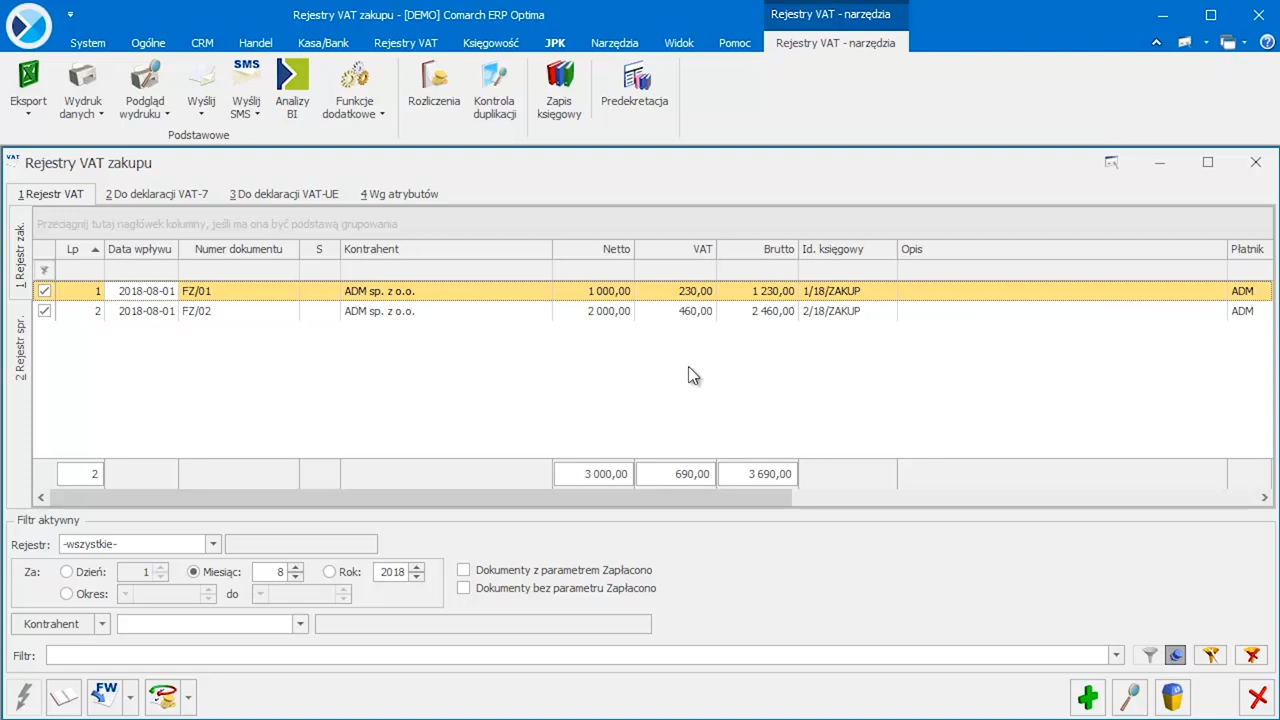 Rejestry VAT zakupu - [DEMO] Comarch ERP Optima
Rejestry VAT - narzędzia
System Ogólne CRM Handel Kasa/Bank Rejestry VAT Księgowość JPK Narzędzia Widok Pomoc Rejestry VAT - narzędzia
Eksport
Wydruk danych
Podgląd wydruku
Wyślij
SMS
Wyślij SMS
Analizy BI
Funkcje dodatkowe
Rozliczenia
Kontrola duplikacji
Zapis księgowy
Predekretacja
Podstawowe
VAT
Rejestry VAT zakupu
1 Rejestr VAT 2 Do deklaracji VAT-7 3 Do deklaracji VAT-UE 4 Wg atrybutów
1 Rejestr zak.
2 Rejestr spr.
Przeciągnij tutaj nagłówek kolumny, jeśli ma ona być podstawą grupowania
Lp Data wpływu Numer dokumentu S Kontrahent Netto VAT Brutto Id. księgowy Opis Płatnik
1 2018-08-01 FZ/01 ADM sp. z o.o. 1 000,00 230,00 1 230,00 1/18/ZAKUP ADM
2 2018-08-01 FZ/02 ADM sp. z o.o. 2 000,00 460,00 2 460,00 2/18/ZAKUP ADM
2 3 000,00 690,00 3 690,00
Filtr aktywny
Rejestr: -wszystkie-
Za: Dzień: 1 Miesiąc: 8 Rok: 2018
Okres: do
Dokumenty z parametrem Zapłacono
Dokumenty bez parametru Zapłacono
Kontrahent
Filtr:
FW